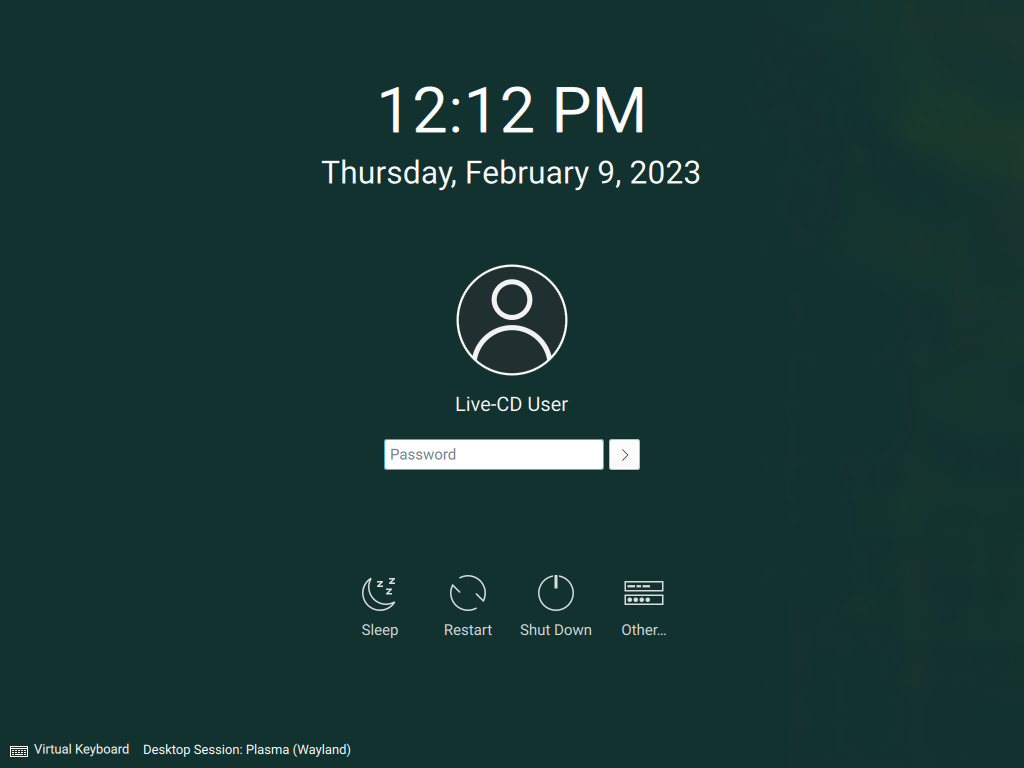 12:12 PM
Thursday, February 9, 2023
Live-CD User
Password
Sleep Restart Shut Down Other...
Virtual Keyboard Desktop Session: Plasma (Wayland)